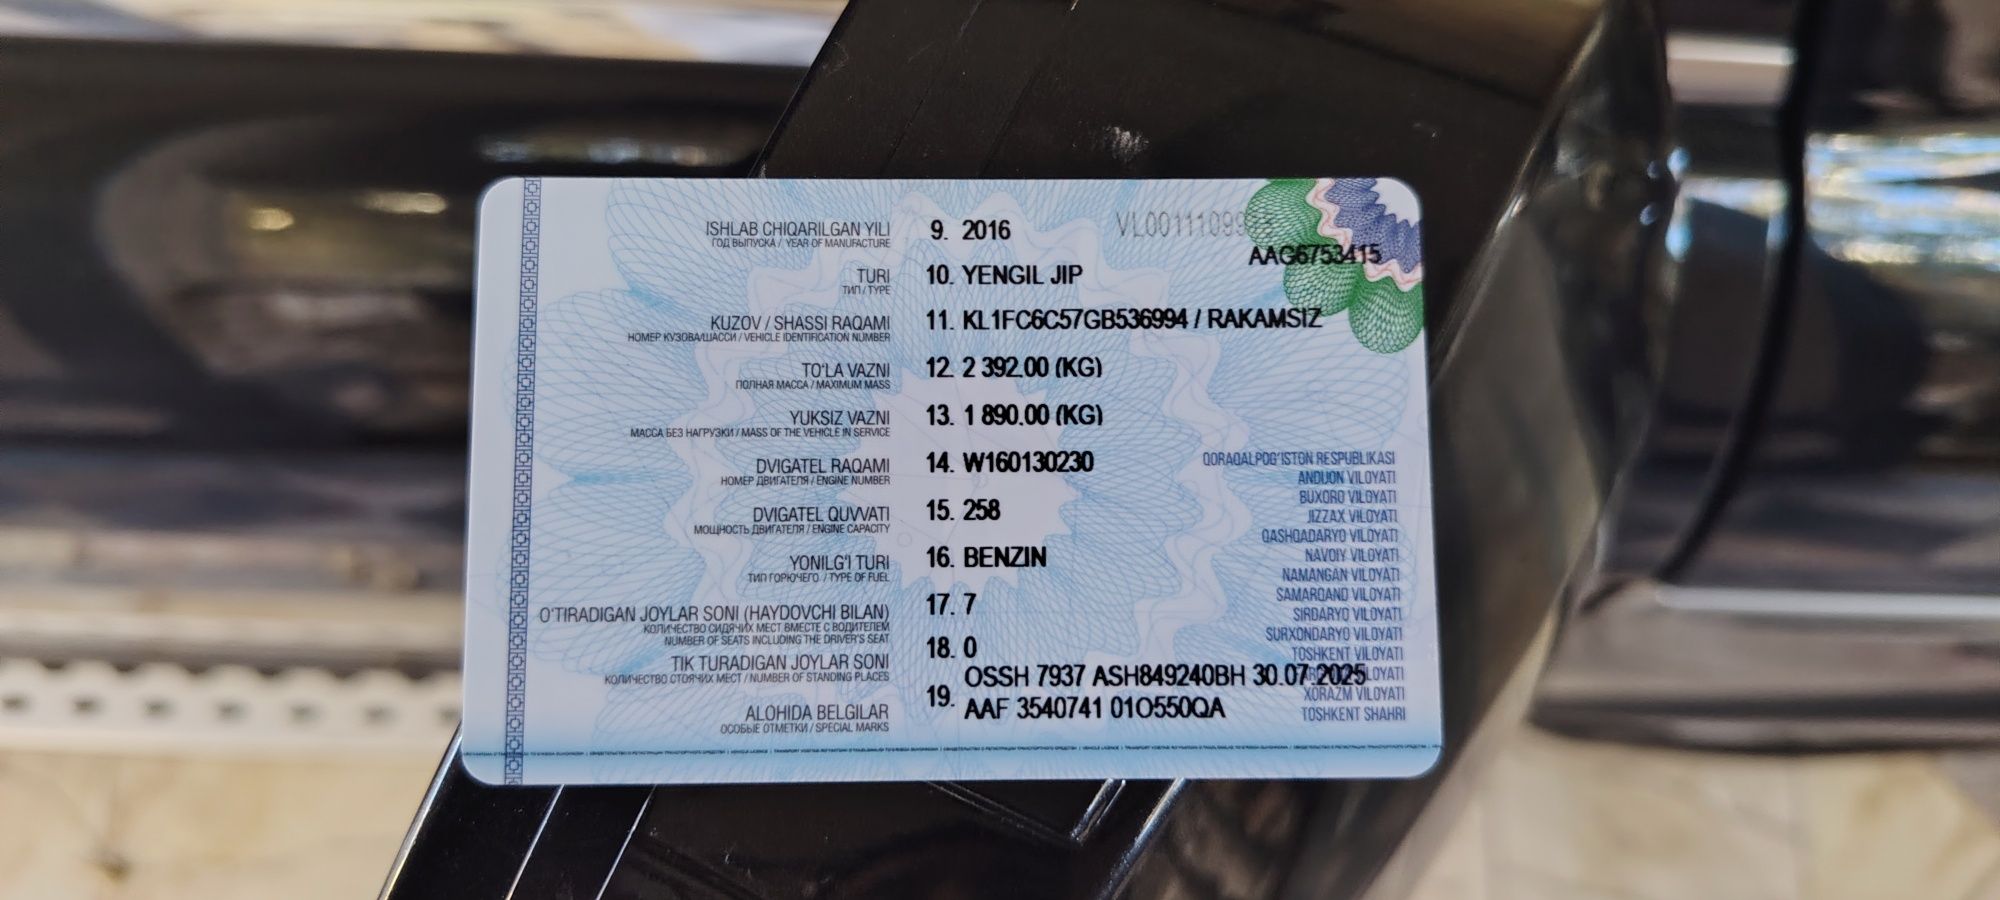 ISHLAB CHIQARILGAN YILI 9. 2016 VL0011109
ГОД ВЫПУСКА / YEAR OF MANUFACTURE
AAG6753415
TURI 10. YENGIL JIP
ТИП / TYPE
KUZOV / SHASSI RAQAMI 11. KL1FC6C57GB536994 / RAKAMSIZ
НОМЕР КУЗОВА/ШАССИ / VEHICLE IDENTIFICATION NUMBER
TO'LA VAZNI 12. 2 392.00 (KG)
ПОЛНАЯ МАССА / MAXIMUM MASS
YUKSIZ VAZNI 13. 1 890.00 (KG)
МАССА БЕЗ НАГРУЗКИ / MASS OF THE VEHICLE IN SERVICE
DVIGATEL RAQAMI 14. W160130230
НОМЕР ДВИГАТЕЛЯ / ENGINE NUMBER
DVIGATEL QUVVATI 15. 258
МОЩНОСТЬ ДВИГАТЕЛЯ / ENGINE CAPACITY
YONILG'I TURI 16. BENZIN
ТИП ГОРЮЧЕГО / TYPE OF FUEL
O'TIRADIGAN JOYLAR SONI (HAYDOVCHI BILAN) 17. 7
КОЛИЧЕСТВО СИДЯЧИХ МЕСТ ВМЕСТЕ С ВОДИТЕЛЕМ
NUMBER OF SEATS INCLUDING THE DRIVER'S SEAT
TIK TURADIGAN JOYLAR SONI 18. 0
КОЛИЧЕСТВО СТОЯЧИХ МЕСТ / NUMBER OF STANDING PLACES
ALOHIDA BELGILAR 19. OSSH 7937 ASH849240BH 30.07.2025
AAF 3540741 01O550QA
ОСОБЫЕ ОТМЕТКИ / SPECIAL MARKS
QORAQALPOG'ISTON RESPUBLIKASI
ANDIJON VILOYATI
BUXORO VILOYATI
JIZZAX VILOYATI
QASHQADARYO VILOYATI
NAVOIY VILOYATI
NAMANGAN VILOYATI
SAMARQAND VILOYATI
SIRDARYO VILOYATI
SURXONDARYO VILOYATI
TOSHKENT VILOYATI
XORAZM VILOYATI
TOSHKENT SHAHRI